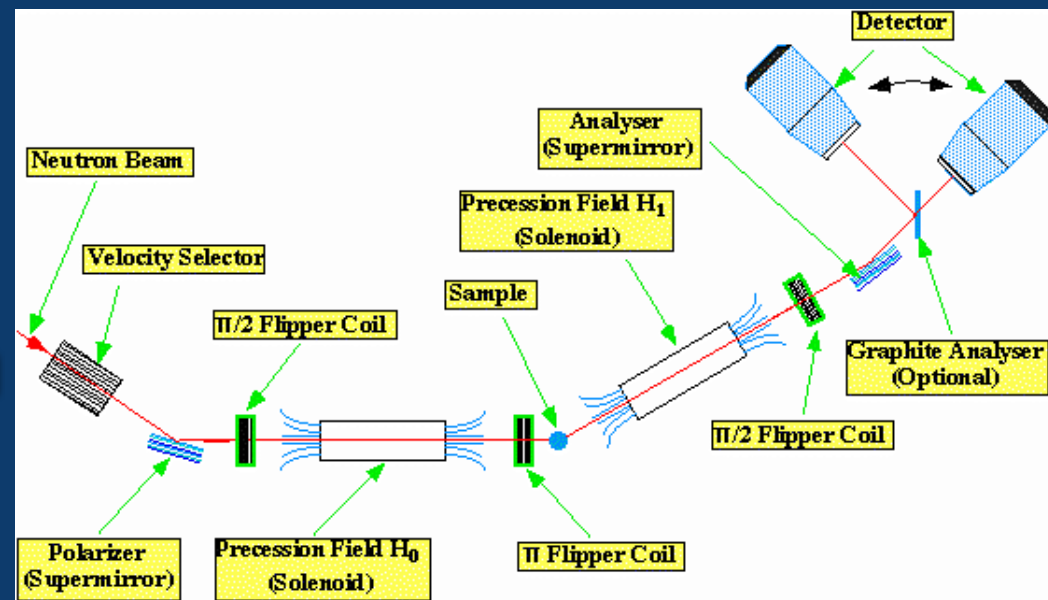 Detector
Analyser
(Supermirror)
Neutron Beam
Precession Field H₁
(Solenoid)
Velocity Selector
Sample
π/2 Flipper Coil
Graphite Analyser
(Optional)
π/2 Flipper Coil
Polarizer
(Supermirror)
Precession Field H₀
(Solenoid)
π Flipper Coil